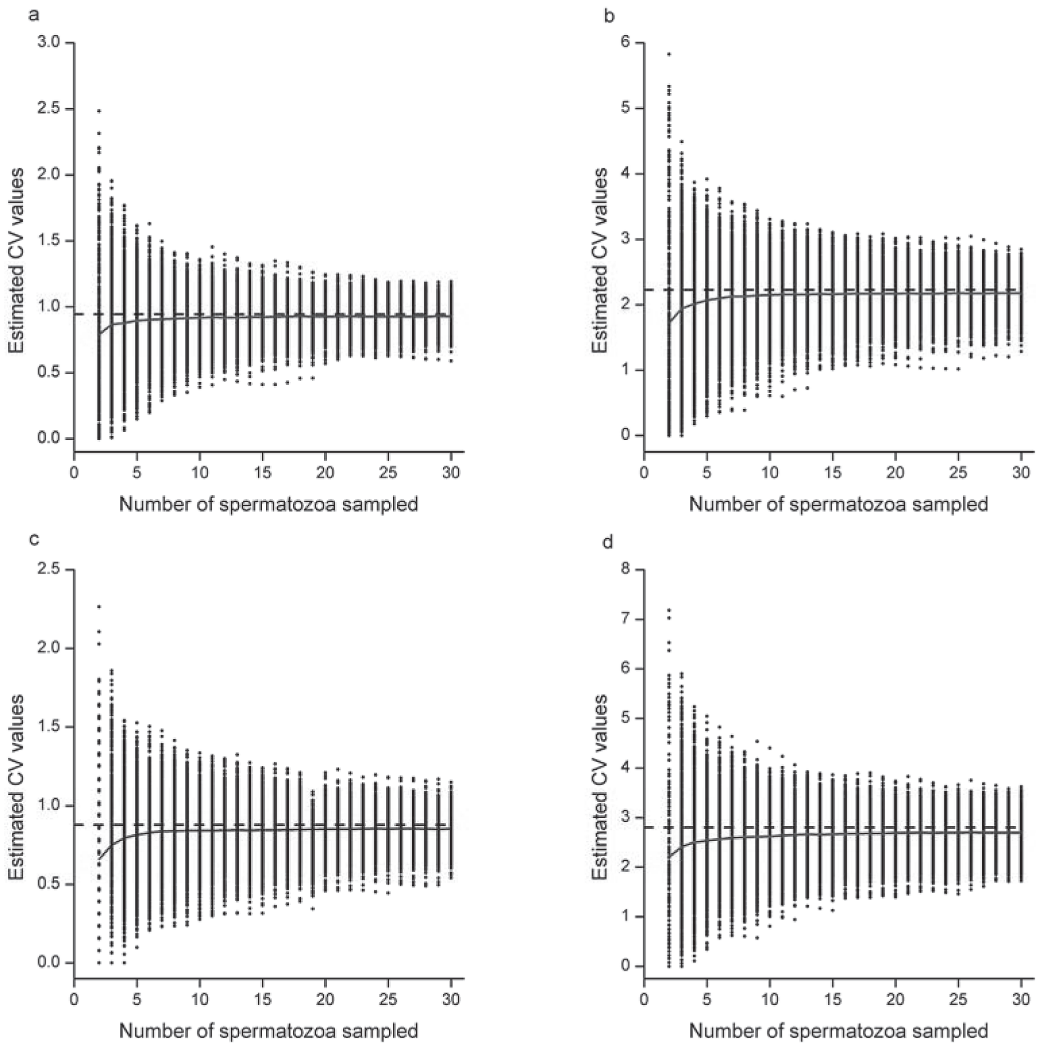 a
3.0
2.5
2.0
1.5
1.0
0.5
0.0
Estimated CV values
0 5 10 15 20 25 30
Number of spermatozoa sampled
b
6
5
4
3
2
1
0
Estimated CV values
0 5 10 15 20 25 30
Number of spermatozoa sampled
c
2.5
2.0
1.5
1.0
0.5
0.0
Estimated CV values
0 5 10 15 20 25 30
Number of spermatozoa sampled
d
8
7
6
5
4
3
2
1
0
Estimated CV values
0 5 10 15 20 25 30
Number of spermatozoa sampled